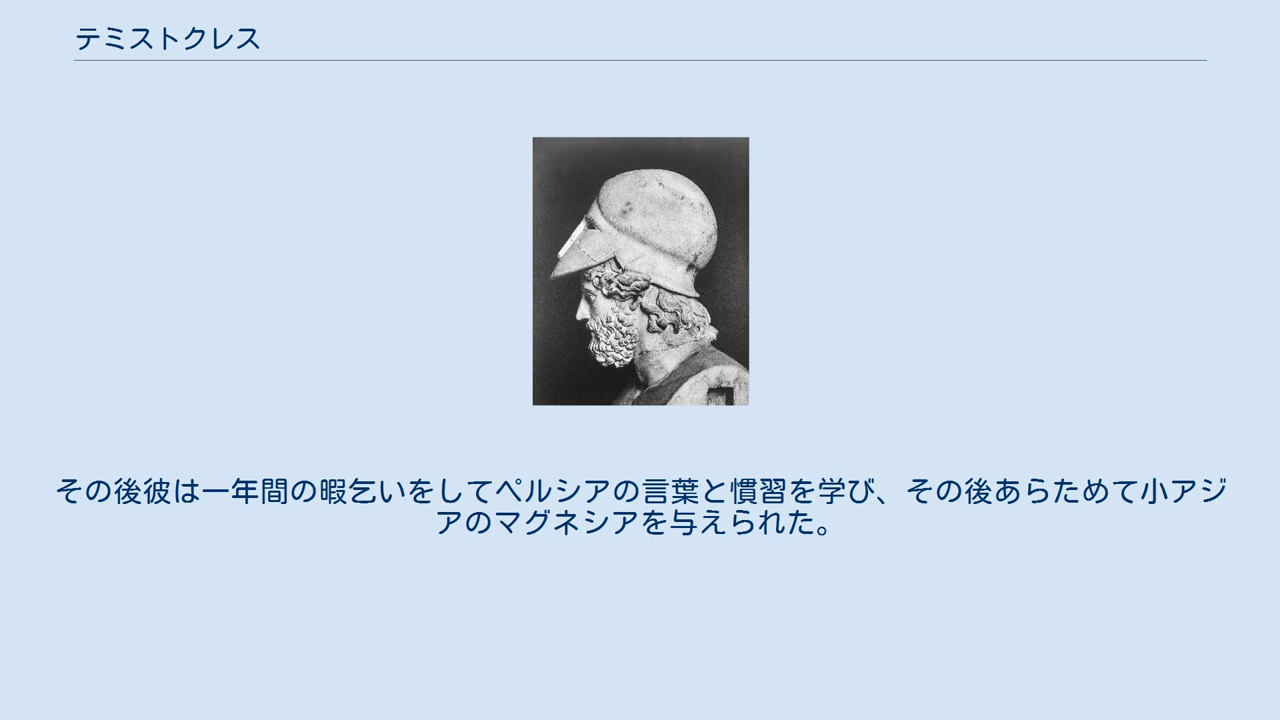 テミストクレス
その後彼は一年間の暇乞いをしてペルシアの言葉と慣習を学び、その後あらためて小アジ
アのマグネシアを与えられた。